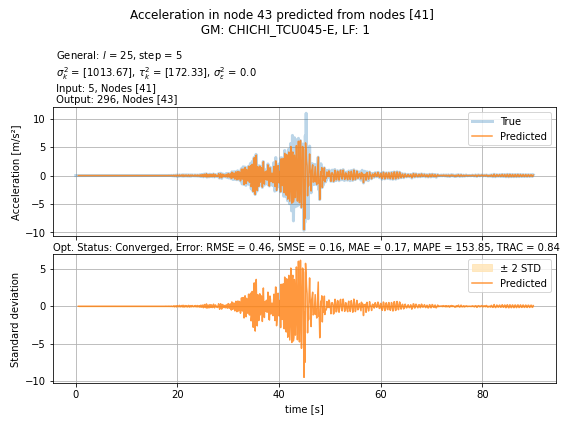 Acceleration in node 43 predicted from nodes [41]
GM: CHICHI_TCU045-E, LF: 1
General: l = 25, step = 5
σ²ₖ = [1013.67], τ²ₖ = [172.33], σ²ε = 0.0
Input: 5, Nodes [41]
Output: 296, Nodes [43]
Acceleration [m/s²]
10
5
0
−5
−10
True
Predicted
Opt. Status: Converged, Error: RMSE = 0.46, SMSE = 0.16, MAE = 0.17, MAPE = 153.85, TRAC = 0.84
Standard deviation
5
0
−5
−10
± 2 STD
Predicted
0 20 40 60 80
time [s]